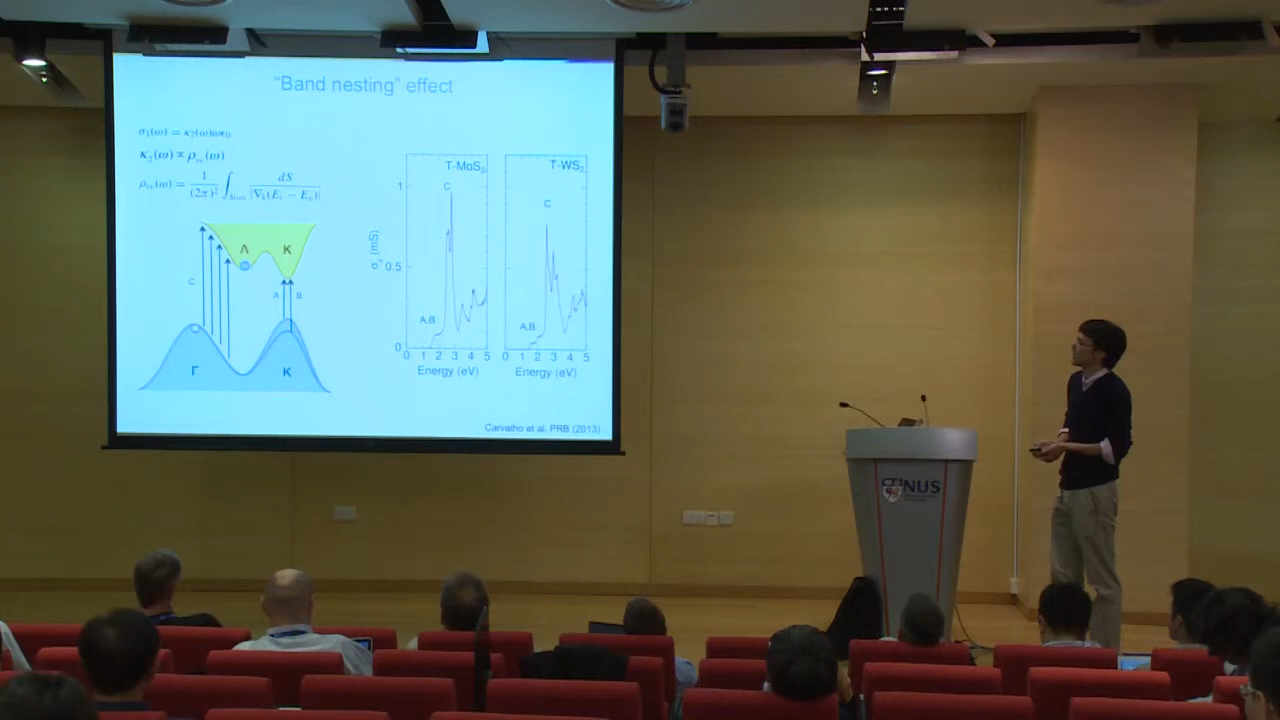 "Band nesting" effect
σ₁(ω) = κ₂(ω)ωε₀
κ₂(ω) ∝ ρ_cv(ω)
ρ_cv(ω) = 1/(2π)² ∫_S(ω) dS/|∇_k(E_c − E_v)|
Λ K
C
A B
Γ K
σ₁ (mS)
1
0.5
0
T-MoS₂
C
A,B
0 1 2 3 4 5
Energy (eV)
T-WS₂
C
A,B
0 1 2 3 4 5
Energy (eV)
Carvalho et al. PRB (2013)
NUS